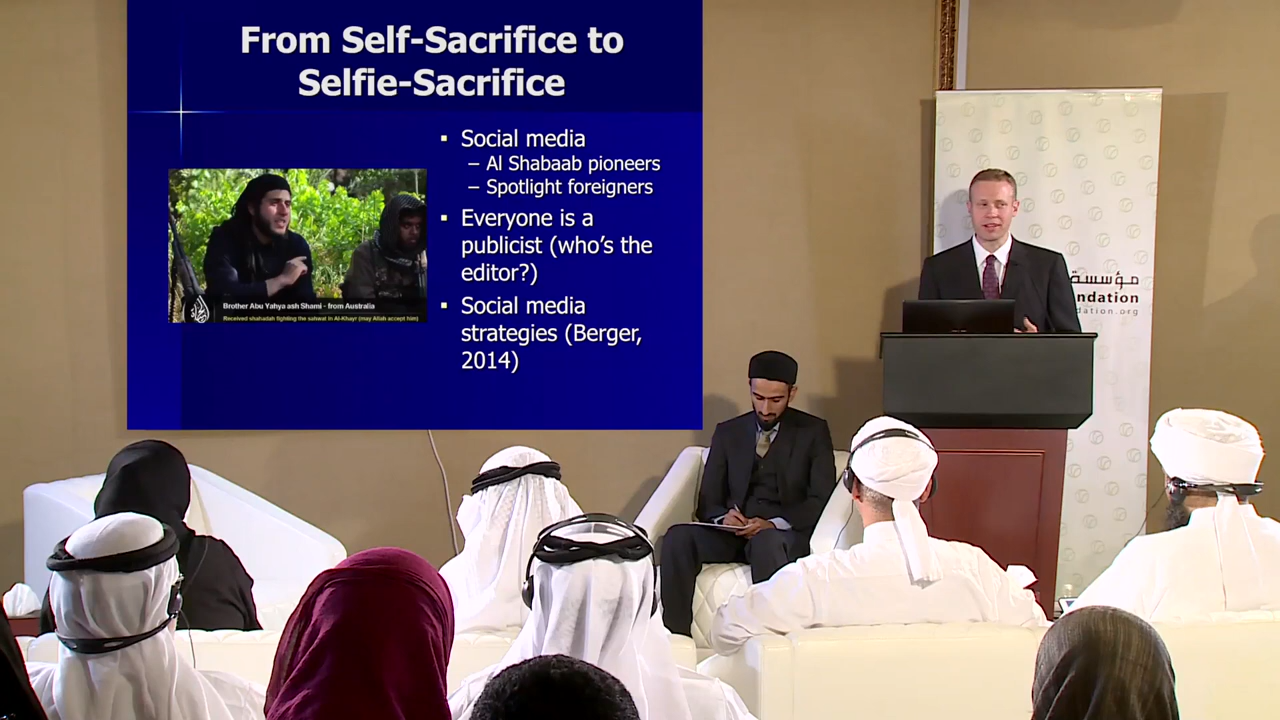 From Self-Sacrifice to
Selfie-Sacrifice
▪ Social media
– Al Shabaab pioneers
– Spotlight foreigners
▪ Everyone is a
publicist (who’s the
editor?)
▪ Social media
strategies (Berger,
2014)
Brother Abu Yahya ash Shami - from Australia
Received shahadah fighting the sahwat in Al-Khayr (may Allah accept him)
مؤسسة
ndation
dation.org